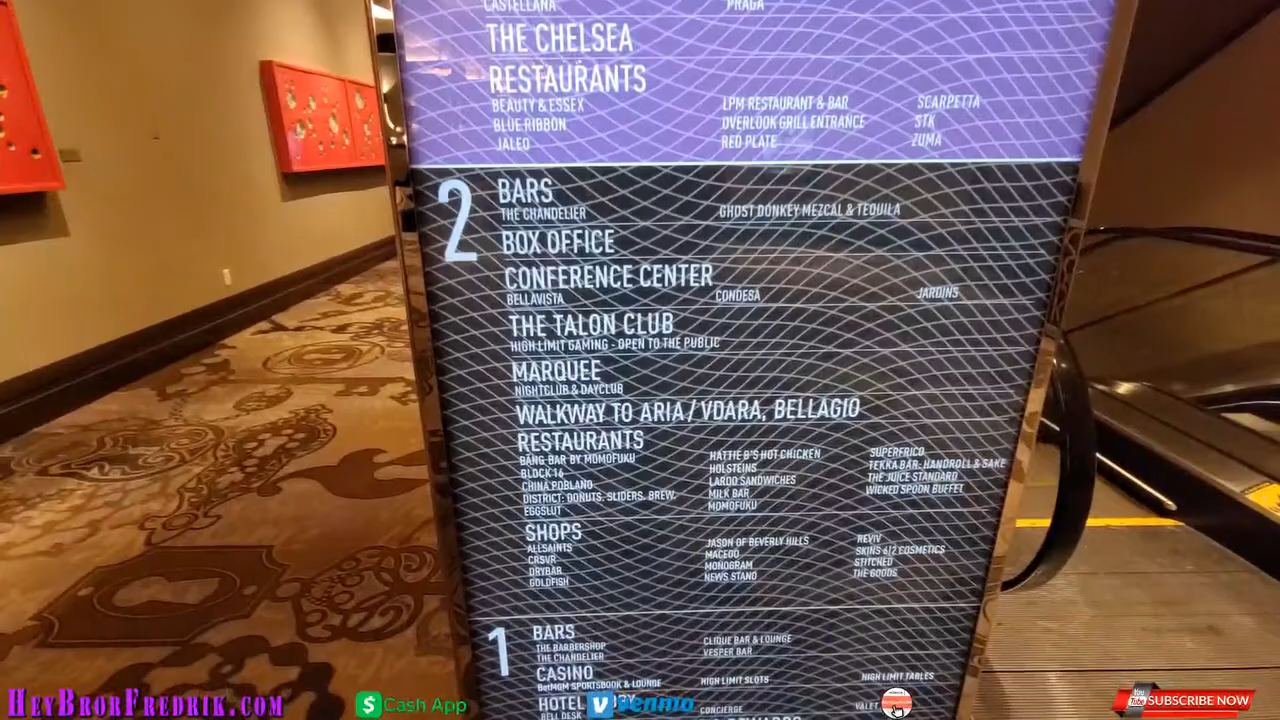 CASTELLANA PRAGA
THE CHELSEA
RESTAURANTS
BEAUTY & ESSEX LPM RESTAURANT & BAR SCARPETTA
BLUE RIBBON OVERLOOK GRILL ENTRANCE STK
JALEO RED PLATE ZUMA
2
BARS
THE CHANDELIER GHOST DONKEY MEZCAL & TEQUILA
BOX OFFICE
CONFERENCE CENTER
BELLAVISTA CONDESA JARDINS
THE TALON CLUB
HIGH LIMIT GAMING - OPEN TO THE PUBLIC
MARQUEE
NIGHTCLUB & DAYCLUB
WALKWAY TO ARIA / VDARA, BELLAGIO
RESTAURANTS
BĀNG BAR BY MOMOFUKU HATTIE B'S HOT CHICKEN SUPERFRICO
BLOCK 16 HOLSTEINS TEKKA BAR: HANDROLL & SAKE
CHINA POBLANO LARDO SANDWICHES THE JUICE STANDARD
DISTRICT: DONUTS. SLIDERS. BREW. MILK BAR WICKED SPOON BUFFET
EGGSLUT MOMOFUKU
SHOPS
ALLSAINTS JASON OF BEVERLY HILLS REVIV
CRSVR MACEOO SKINS 6|2 COSMETICS
DRYBAR MONOGRAM STITCHED
GOLDFISH NEWS STAND THE GOODS
1
BARS
THE BARBERSHOP CLIQUE BAR & LOUNGE
THE CHANDELIER VESPER BAR
CASINO
BetMGM SPORTSBOOK & LOUNGE HIGH LIMIT SLOTS HIGH LIMIT TABLES
HOTEL
BELL DESK CONCIERGE VALET
HEYBRORFREDRIK.COM
Cash App
venmo
You Tube SUBSCRIBE NOW